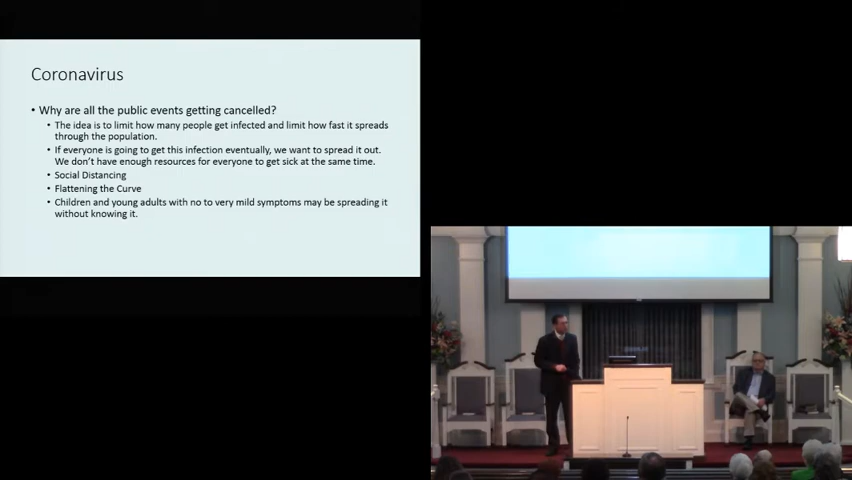 Coronavirus
• Why are all the public events getting cancelled?
• The idea is to limit how many people get infected and limit how fast it spreads
through the population.
• If everyone is going to get this infection eventually, we want to spread it out.
We don't have enough resources for everyone to get sick at the same time.
• Social Distancing
• Flattening the Curve
• Children and young adults with no to very mild symptoms may be spreading it
without knowing it.